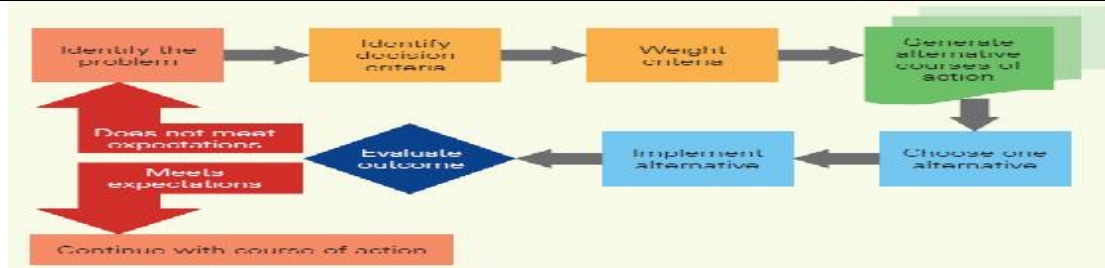 Identify the
problem
Identify
decision
criteria
Weight
criteria
Generate
alternative
courses of
action
Choose one
alternative
Implement
alternative
Evaluate
outcome
Does not meet
expectations
Meets
expectations
Continue with course of action